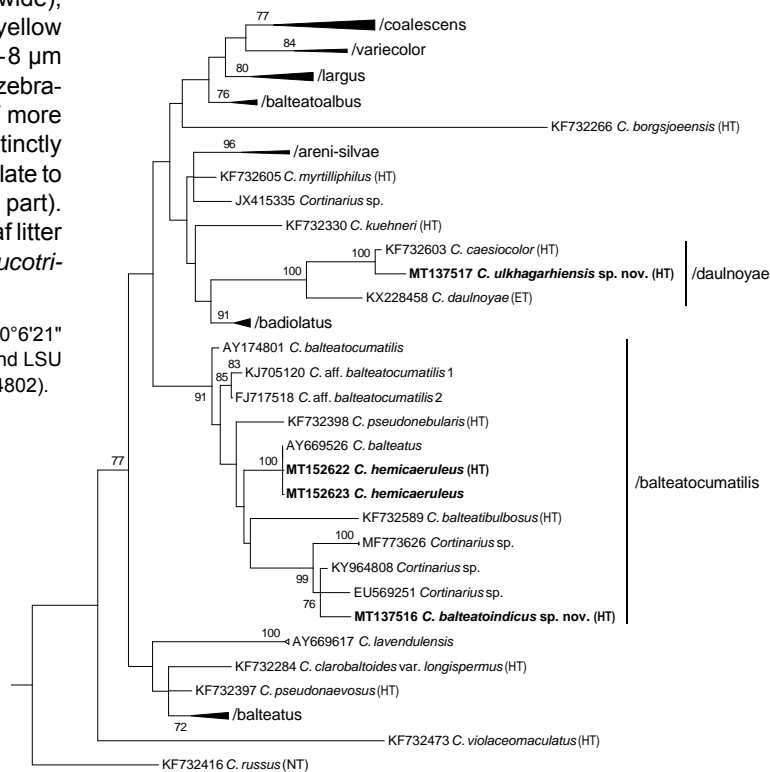 wide),
yellow
-8 µm
zebra-
more
tinctly
late to
part).
af litter
ucotri-
0°6'21"
nd LSU
4802).
77
/coalescens
84
/variecolor
80
/largus
76
/balteatoalbus
KF732266 C. borgsjoeensis (HT)
96
/areni-silvae
KF732605 C. myrtilliphilus (HT)
JX415335 Cortinarius sp.
KF732330 C. kuehneri (HT)
100
KF732603 C. caesiocolor (HT)
100
MT137517 C. ulkhagarhiensis sp. nov. (HT)
/daulnoyae
KX228458 C. daulnoyae (ET)
91
/badiolatus
AY174801 C. balteatocumatilis
83
KJ705120 C. aff. balteatocumatilis 1
85
91
FJ717518 C. aff. balteatocumatilis 2
KF732398 C. pseudonebularis (HT)
AY669526 C. balteatus
100
MT152622 C. hemicaeruleus (HT)
77
/balteatocumatilis
MT152623 C. hemicaeruleus
KF732589 C. balteatibulbosus (HT)
100
MF773626 Cortinarius sp.
99
KY964808 Cortinarius sp.
EU569251 Cortinarius sp.
76
MT137516 C. balteatoindicus sp. nov. (HT)
100
AY669617 C. lavendulensis
KF732284 C. clarobaltoides var. longispermus (HT)
KF732397 C. pseudonaevosus (HT)
/balteatus
72
KF732473 C. violaceomaculatus (HT)
KF732416 C. russus (NT)